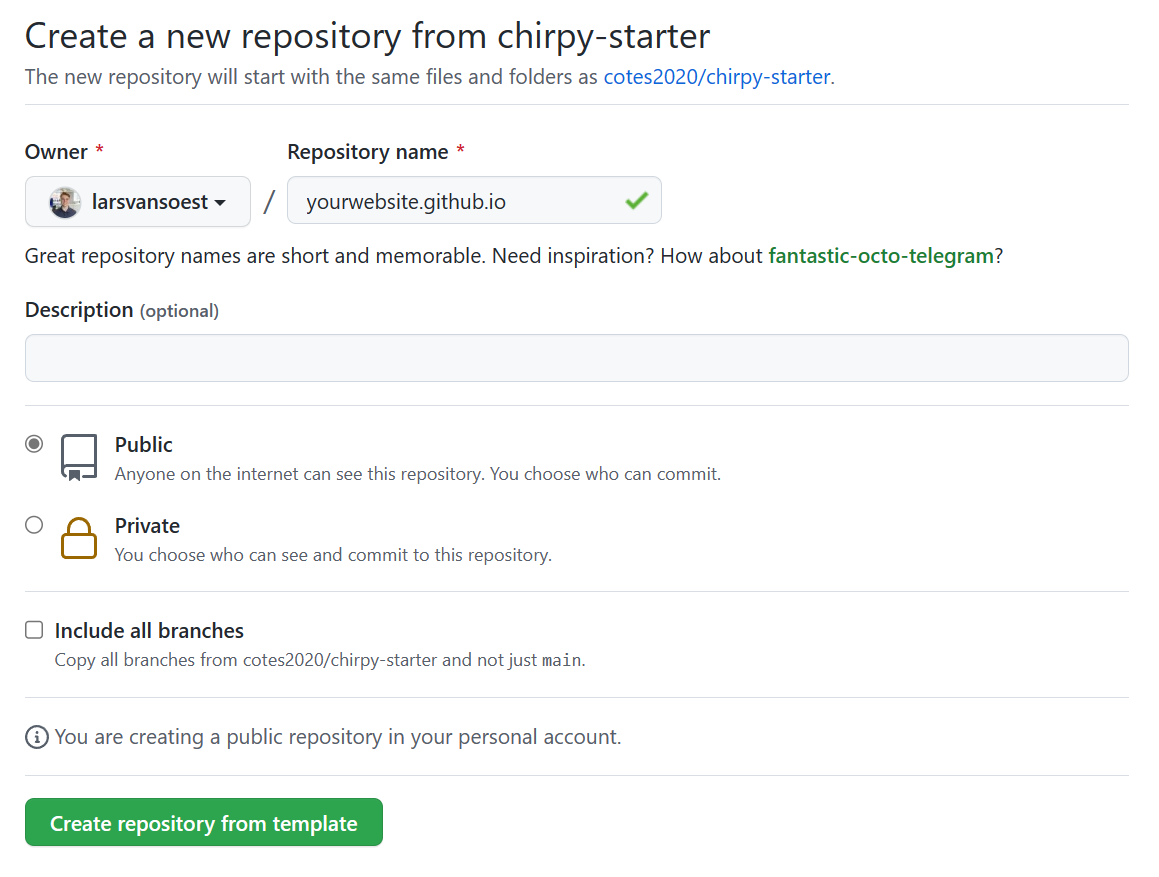 Create a new repository from chirpy-starter
The new repository will start with the same files and folders as cotes2020/chirpy-starter.
Owner * Repository name *
larsvansoest / yourwebsite.github.io
Great repository names are short and memorable. Need inspiration? How about fantastic-octo-telegram?
Description (optional)
Public
Anyone on the internet can see this repository. You choose who can commit.
Private
You choose who can see and commit to this repository.
Include all branches
Copy all branches from cotes2020/chirpy-starter and not just main.
You are creating a public repository in your personal account.
Create repository from template